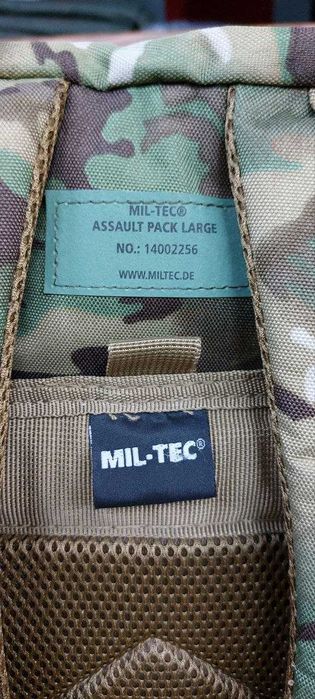 MIL-TEC®
ASSAULT PACK LARGE
NO.: 14002256
WWW.MILTEC.DE
MIL-TEC®